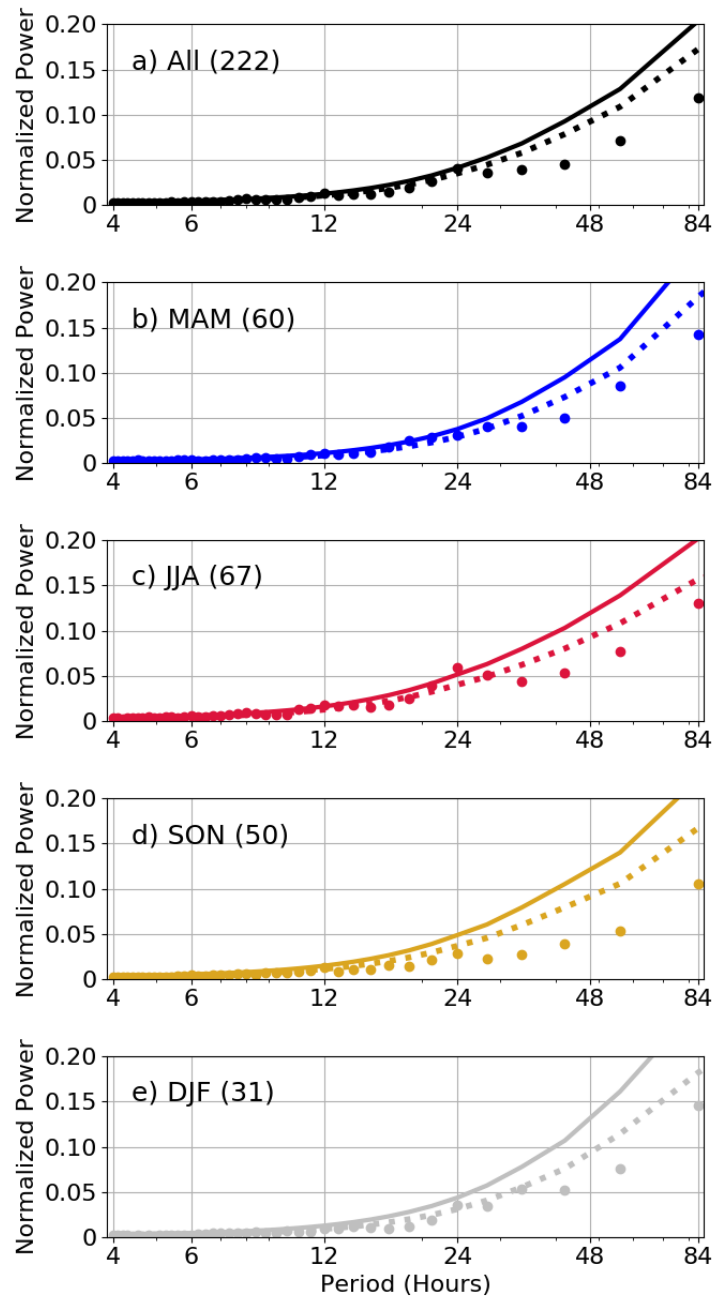 0.20
0.15
0.10
0.05
0
Normalized Power
a) All (222)
4 6 12 24 48 84
0.20
0.15
0.10
0.05
0
Normalized Power
b) MAM (60)
4 6 12 24 48 84
0.20
0.15
0.10
0.05
0
Normalized Power
c) JJA (67)
4 6 12 24 48 84
0.20
0.15
0.10
0.05
0
Normalized Power
d) SON (50)
4 6 12 24 48 84
0.20
0.15
0.10
0.05
0
Normalized Power
e) DJF (31)
4 6 12 24 48 84
Period (Hours)